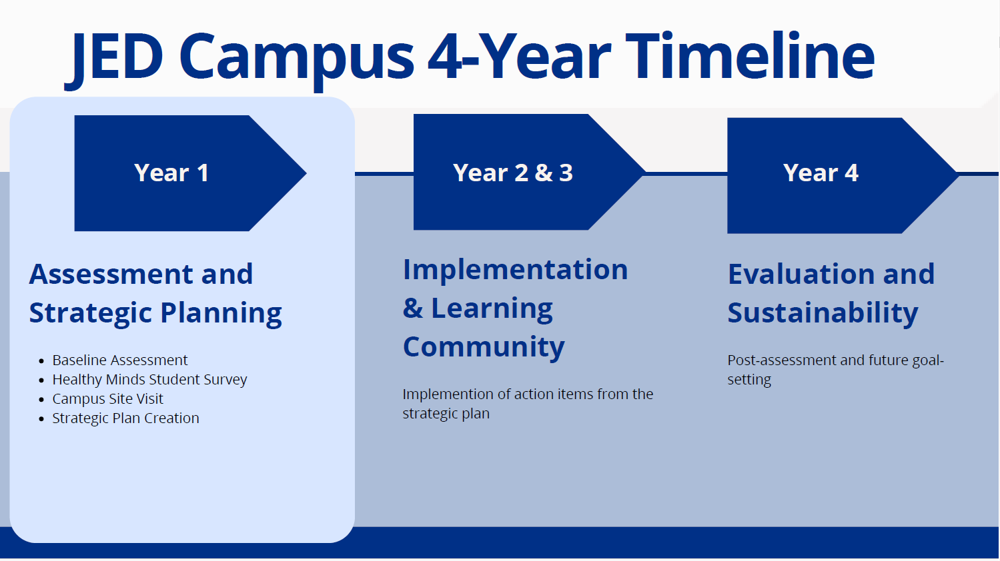 JED Campus 4-Year Timeline
Year 1
Assessment and
Strategic Planning
• Baseline Assessment
• Healthy Minds Student Survey
• Campus Site Visit
• Strategic Plan Creation
Year 2 & 3
Implementation
& Learning
Community
Implemention of action items from the
strategic plan
Year 4
Evaluation and
Sustainability
Post-assessment and future goal-
setting